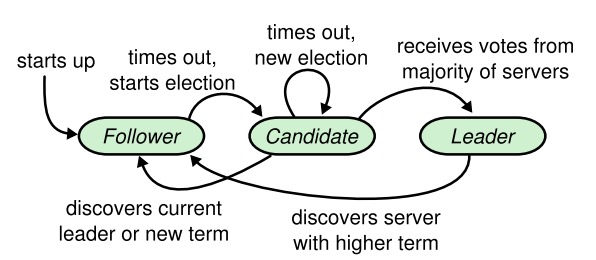 starts up
times out,
starts election
times out,
new election
receives votes from
majority of servers
Follower
Candidate
Leader
discovers current
leader or new term
discovers server
with higher term